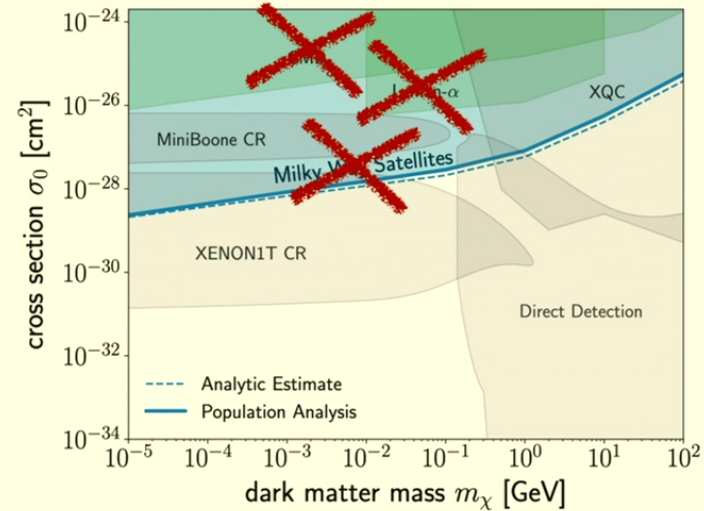 10^{-24}
10^{-26}
10^{-28}
10^{-30}
10^{-32}
10^{-34}
cross section σ₀ [cm²]
XQC
MiniBoone CR
Milky Satellites
XENON1T CR
Direct Detection
Analytic Estimate
Population Analysis
10^{-5} 10^{-4} 10^{-3} 10^{-2} 10^{-1} 10^{0} 10^{1} 10^{2}
dark matter mass m_χ [GeV]